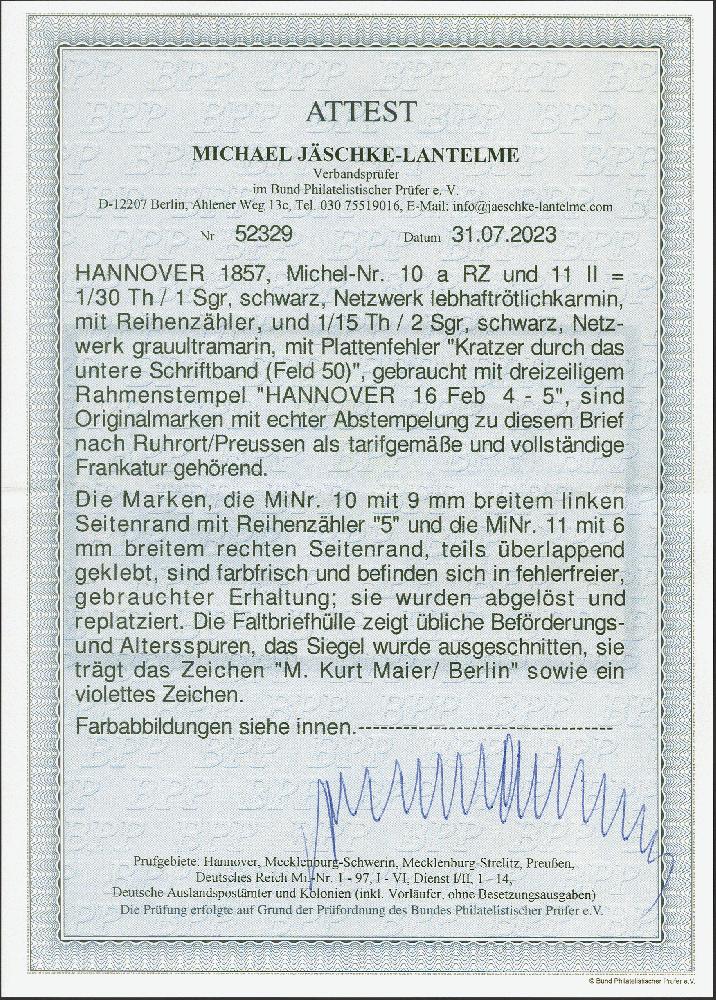 ATTEST
MICHAEL JÄSCHKE-LANTELME
Verbandsprüfer
im Bund Philatelistischer Prüfer e. V.
D-12207 Berlin, Ahlener Weg 13c, Tel. 030 75519016, E-Mail: info@jaeschke-lantelme.com
Nr 52329 Datum 31.07.2023
HANNOVER 1857, Michel-Nr. 10 a RZ und 11 II =
1/30 Th / 1 Sgr, schwarz, Netzwerk lebhaftrötlichkarmin,
mit Reihenzähler, und 1/15 Th / 2 Sgr, schwarz, Netz-
werk grauultramarin, mit Plattenfehler "Kratzer durch das
untere Schriftband (Feld 50)", gebraucht mit dreizeiligem
Rahmenstempel "HANNOVER 16 Feb 4 - 5", sind
Originalmarken mit echter Abstempelung zu diesem Brief
nach Ruhrort/Preussen als tarifgemäße und vollständige
Frankatur gehörend.
Die Marken, die MiNr. 10 mit 9 mm breitem linken
Seitenrand mit Reihenzähler "5" und die MiNr. 11 mit 6
mm breitem rechten Seitenrand, teils überlappend
geklebt, sind farbfrisch und befinden sich in fehlerfreier,
gebrauchter Erhaltung; sie wurden abgelöst und
replatziert. Die Faltbriefhülle zeigt übliche Beförderungs-
und Altersspuren, das Siegel wurde ausgeschnitten, sie
trägt das Zeichen "M. Kurt Maier/ Berlin" sowie ein
violettes Zeichen.
Farbabbildungen siehe innen.--------------------------------
Prüfgebiete: Hannover, Mecklenburg-Schwerin, Mecklenburg-Strelitz, Preußen,
Deutsches Reich Mi.-Nr. 1 - 97, I - VI, Dienst I/II, 1 - 14,
Deutsche Auslandspostämter und Kolonien (inkl. Vorläufer, ohne Besetzungsausgaben)
Die Prüfung erfolgte auf Grund der Prüfordnung des Bundes Philatelistischer Prüfer e.V.
© Bund Philatelistischer Prüfer e.V.